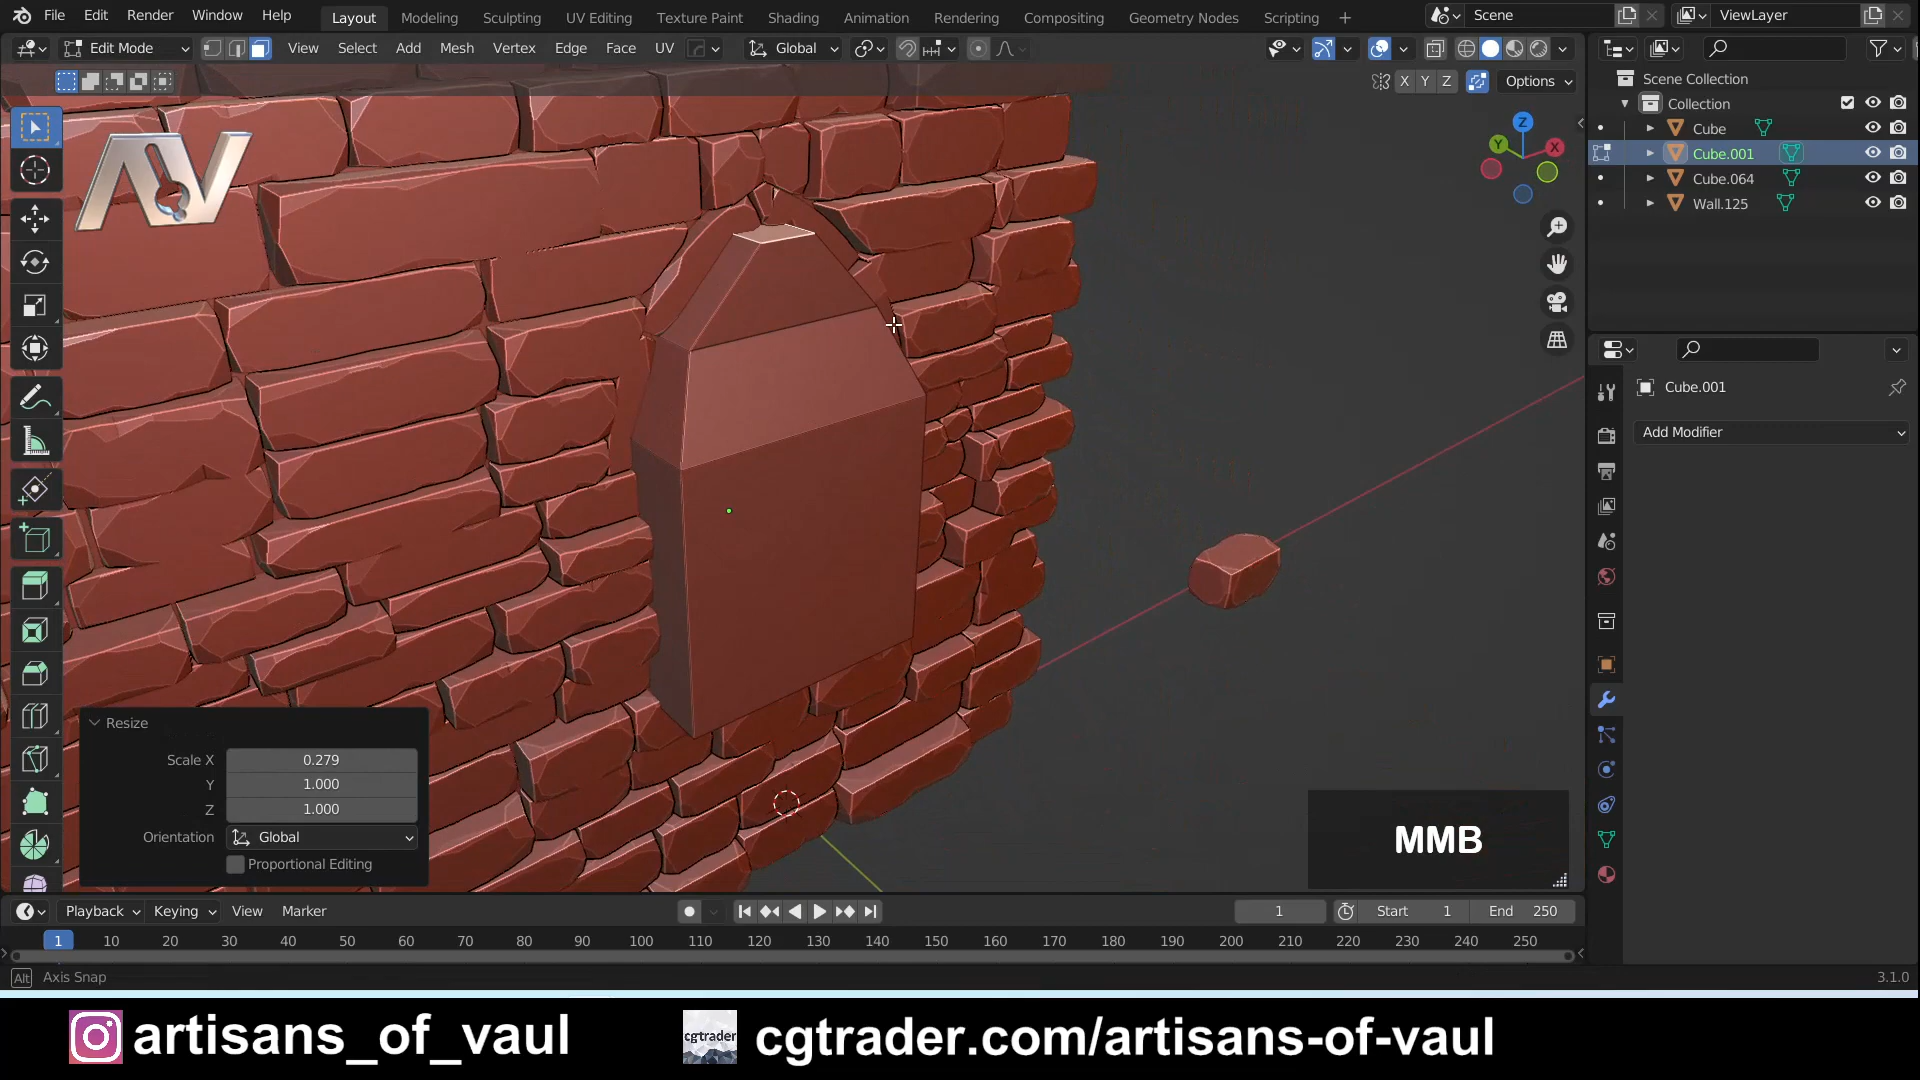 File Edit Render Window Help Layout Modeling Sculpting UV Editing Texture Paint Shading Animation Rendering Compositing Geometry Nodes Scripting + Scene ViewLayer
Edit Mode View Select Add Mesh Vertex Edge Face UV Global
X Y Z Options
Scene Collection
Collection
Cube
Cube.001
Cube.064
Wall.125
AV
Z
Y
X
Cube.001
Add Modifier
Resize
Scale X 0.279
Y 1.000
Z 1.000
Orientation Global
Proportional Editing
MMB
Playback Keying View Marker 1 Start 1 End 250
1 10 20 30 40 50 60 70 80 90 100 110 120 130 140 150 160 170 180 190 200 210 220 230 240 250
Alt Axis Snap 3.1.0
artisans_of_vaul
cgtrader cgtrader.com/artisans-of-vaul